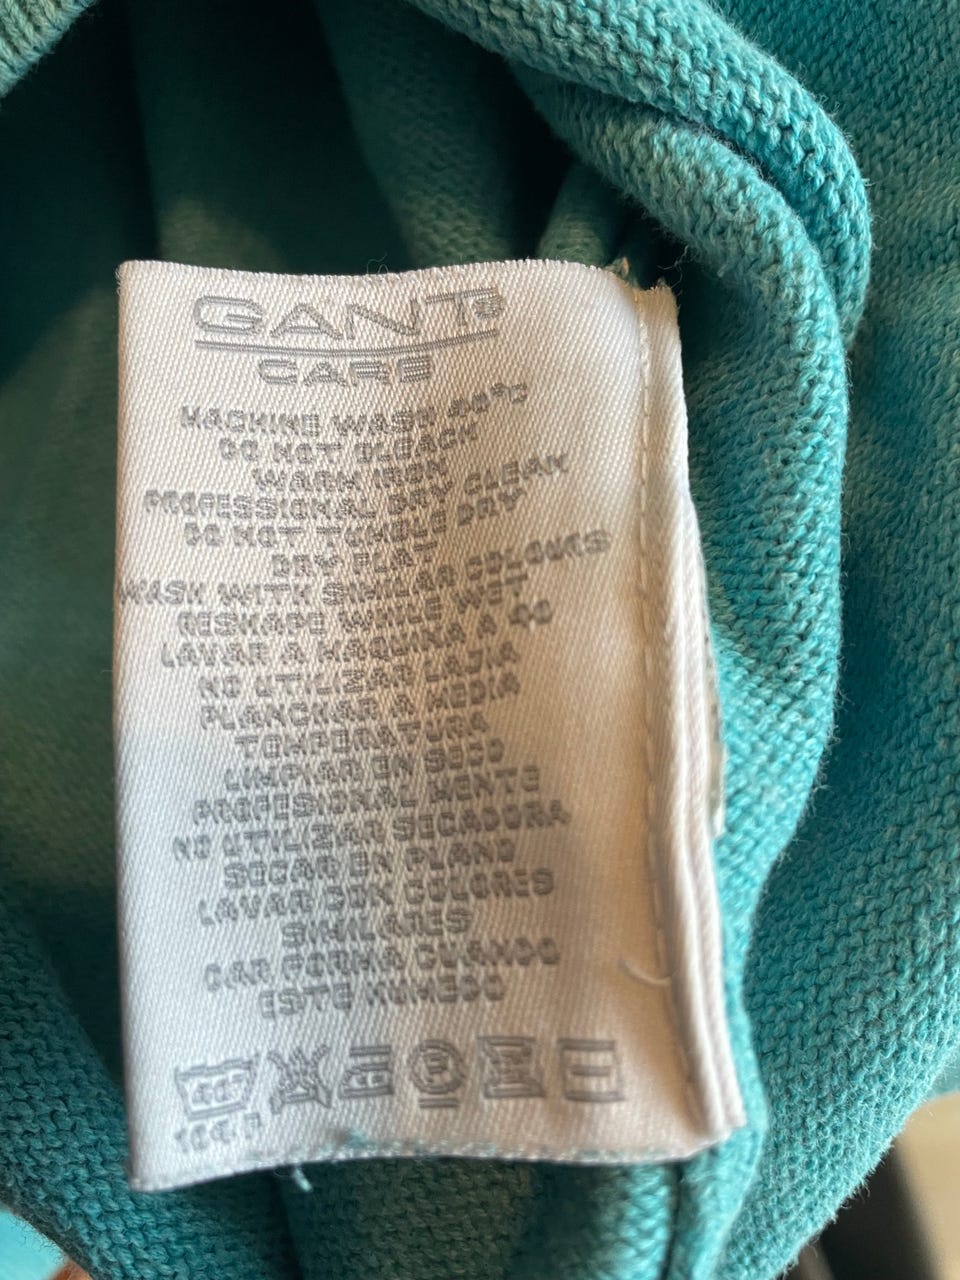 GANT
CARE
MACHINE WASH 40°C
DO NOT BLEACH
WARM IRON
PROFESSIONAL DRY CLEAN
DO NOT TUMBLE DRY
DRY FLAT
WASH WITH SIMILAR COLOURS
RESHAPE WHILE WET
LAVAR A MAQUINA A 40
NO UTILIZAR LAJIA
PLANCHAR A MEDIA
TEMPERATURA
LIMPIAR EN SECO
PROFESIONAL MENTE
NO UTILIZAR SECADORA
SECAR EN PLANO
LAVAR CON COLORES
SIMILARES
DAR FORMA CUANDO
ESTE HUMEDO